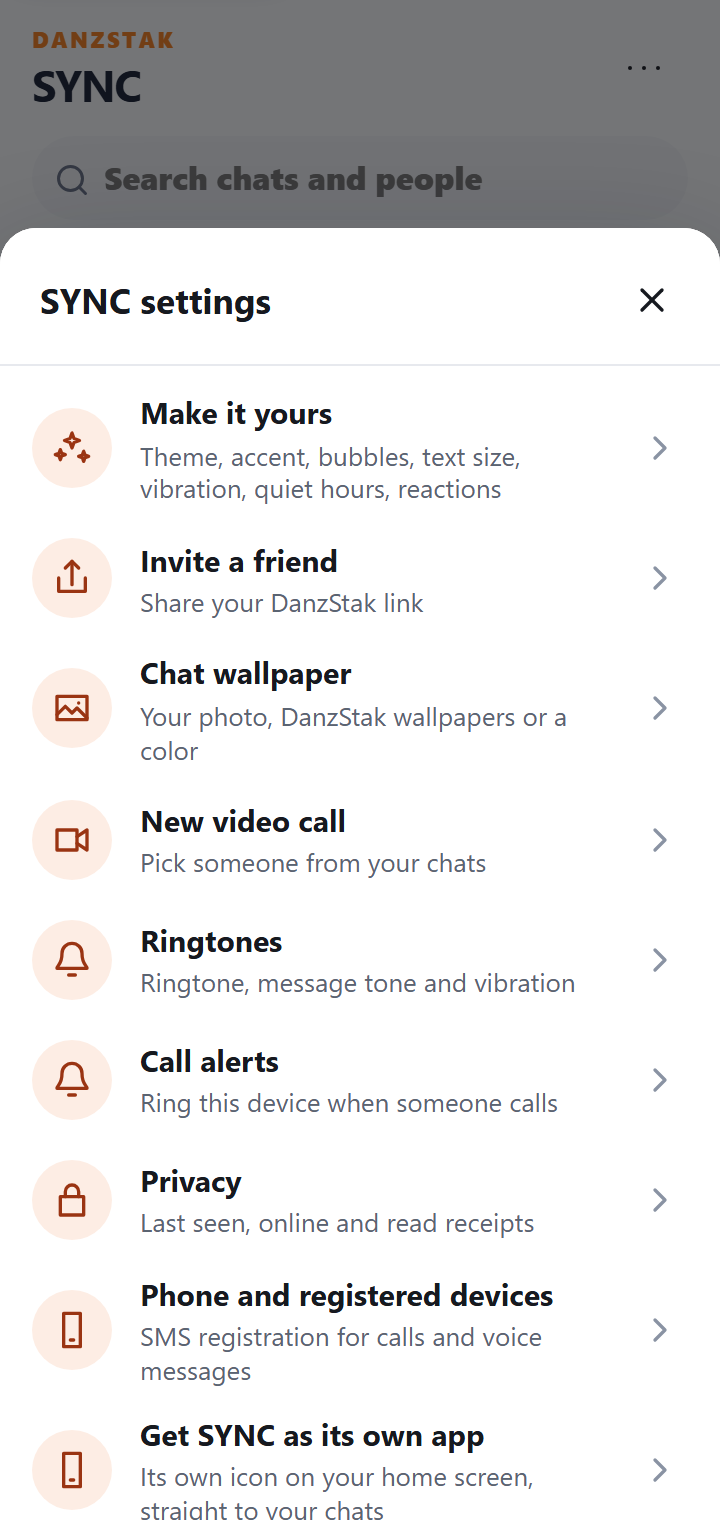 DANZSTAK
SYNC
Search chats and people
SYNC settings
Make it yours
Theme, accent, bubbles, text size,
vibration, quiet hours, reactions
Invite a friend
Share your DanzStak link
Chat wallpaper
Your photo, DanzStak wallpapers or a
color
New video call
Pick someone from your chats
Ringtones
Ringtone, message tone and vibration
Call alerts
Ring this device when someone calls
Privacy
Last seen, online and read receipts
Phone and registered devices
SMS registration for calls and voice
messages
Get SYNC as its own app
Its own icon on your home screen,
straight to your chats